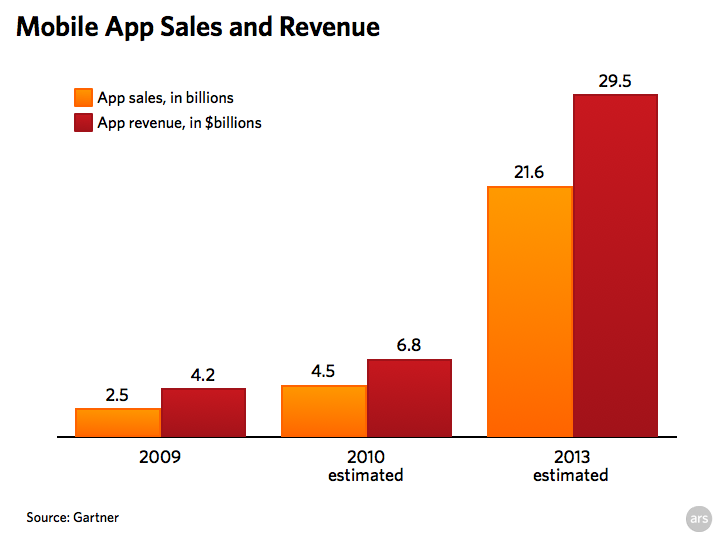 Mobile App Sales and Revenue
App sales, in billions
App revenue, in $billions
2.5
4.2
4.5
6.8
21.6
29.5
2009
2010
estimated
2013
estimated
Source: Gartner
ars